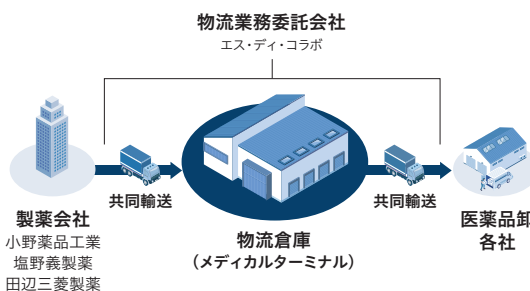 物流業務委託会社
エス・ディ・コラボ
共同輸送
共同輸送
製薬会社
小野薬品工業
塩野義製薬
田辺三菱製薬
物流倉庫
（メディカルターミナル）
医薬品卸
各社